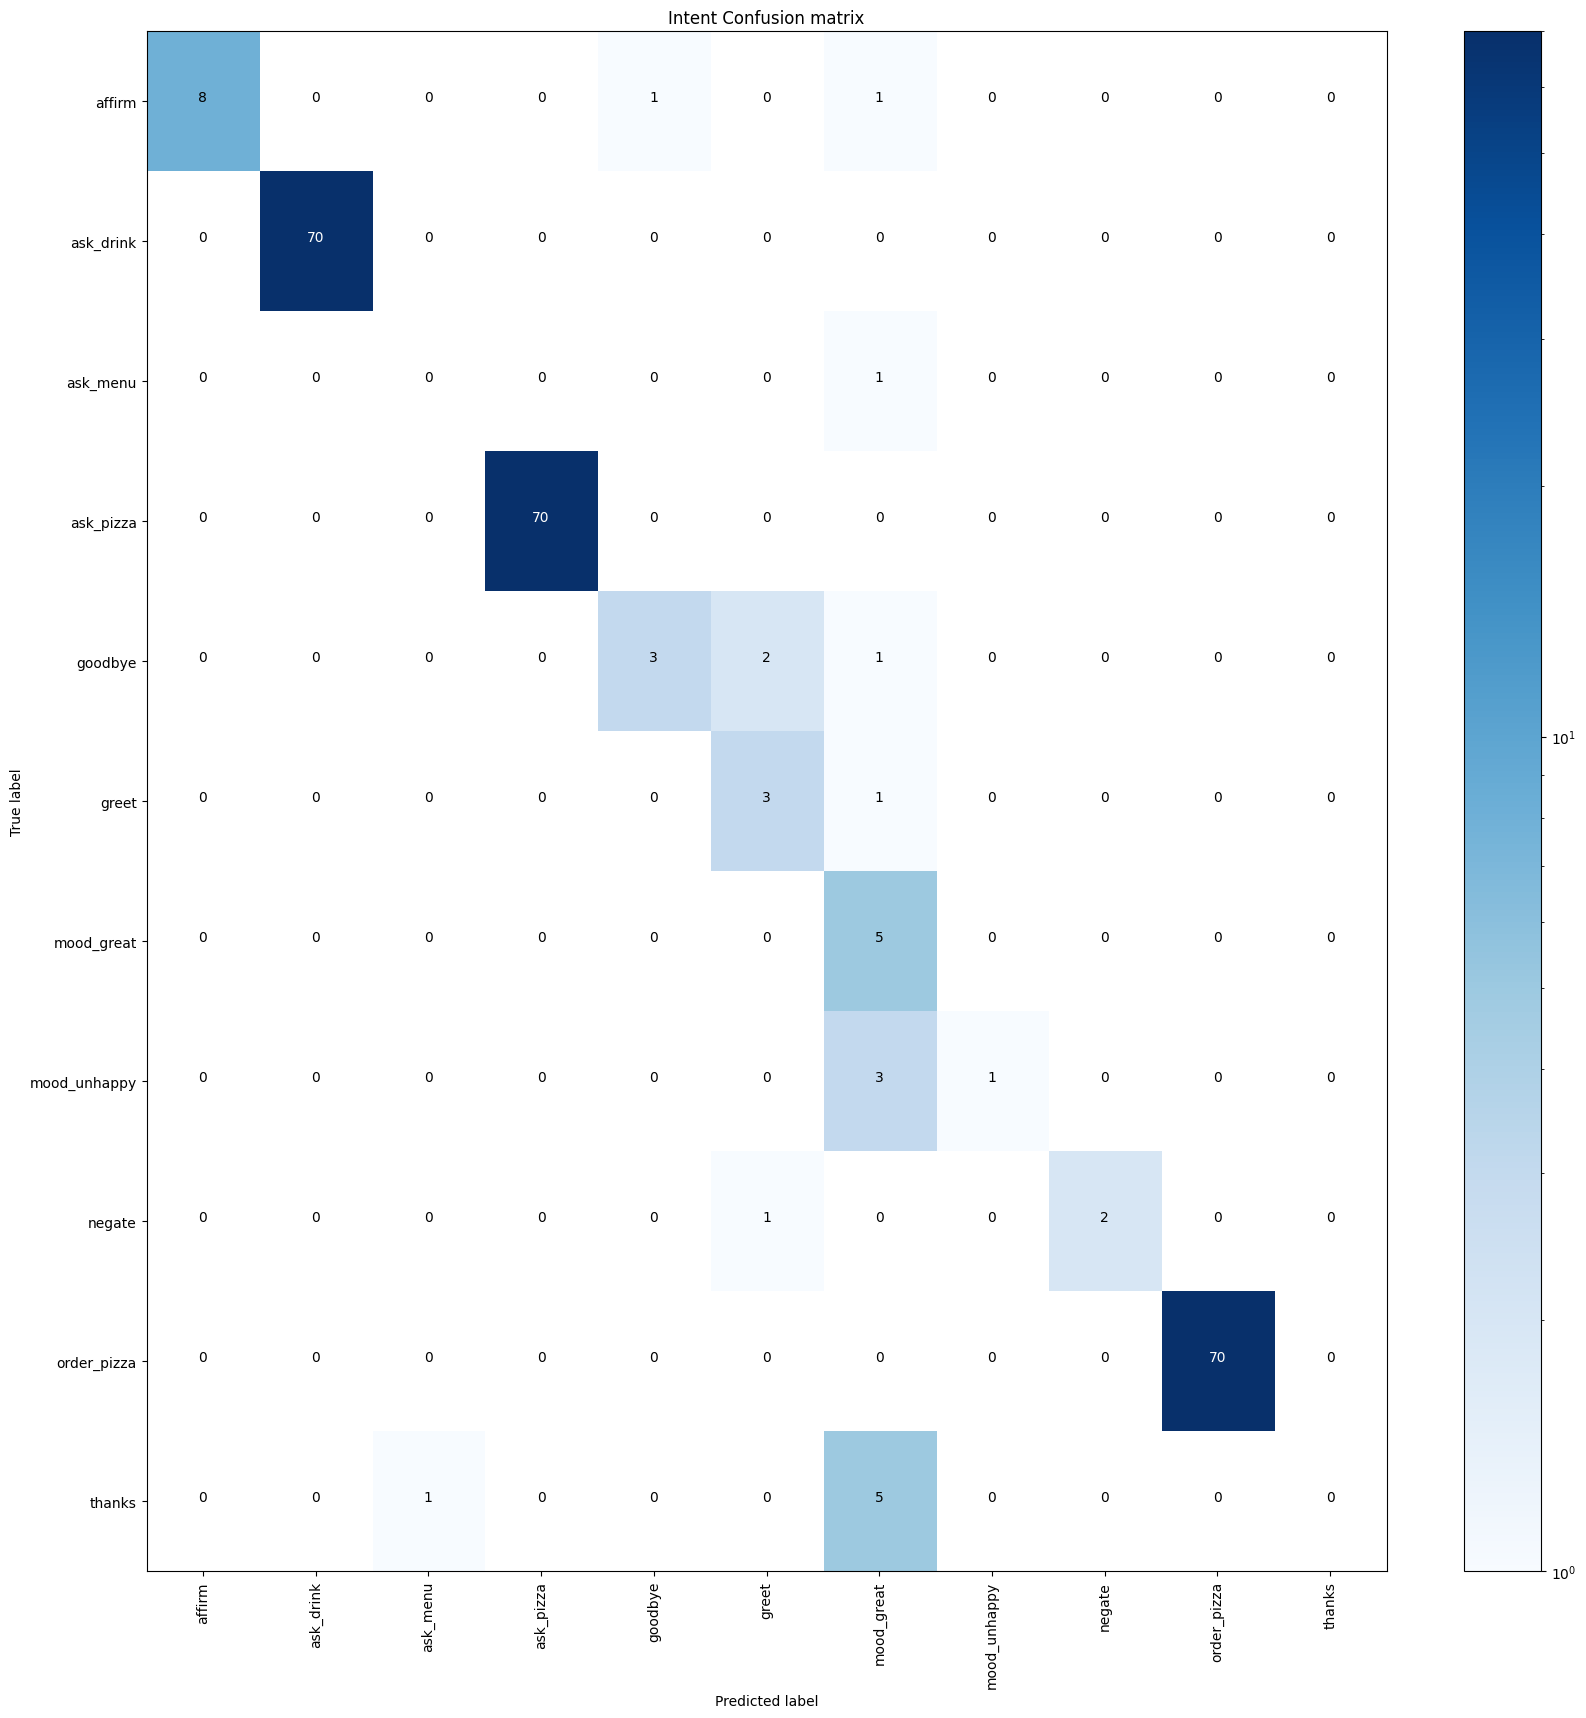 Intent Confusion matrix
affirm 8 0 0 0 1 0 1 0 0 0 0
ask_drink 0 70 0 0 0 0 0 0 0 0 0
ask_menu 0 0 0 0 0 0 1 0 0 0 0
ask_pizza 0 0 0 70 0 0 0 0 0 0 0
goodbye 0 0 0 0 3 2 1 0 0 0 0
greet 0 0 0 0 0 3 1 0 0 0 0
mood_great 0 0 0 0 0 0 5 0 0 0 0
mood_unhappy 0 0 0 0 0 0 3 1 0 0 0
negate 0 0 0 0 0 1 0 0 2 0 0
order_pizza 0 0 0 0 0 0 0 0 0 70 0
thanks 0 0 1 0 0 0 5 0 0 0 0
True label
affirm ask_drink ask_menu ask_pizza goodbye greet mood_great mood_unhappy negate order_pizza thanks
Predicted label
10¹
10⁰